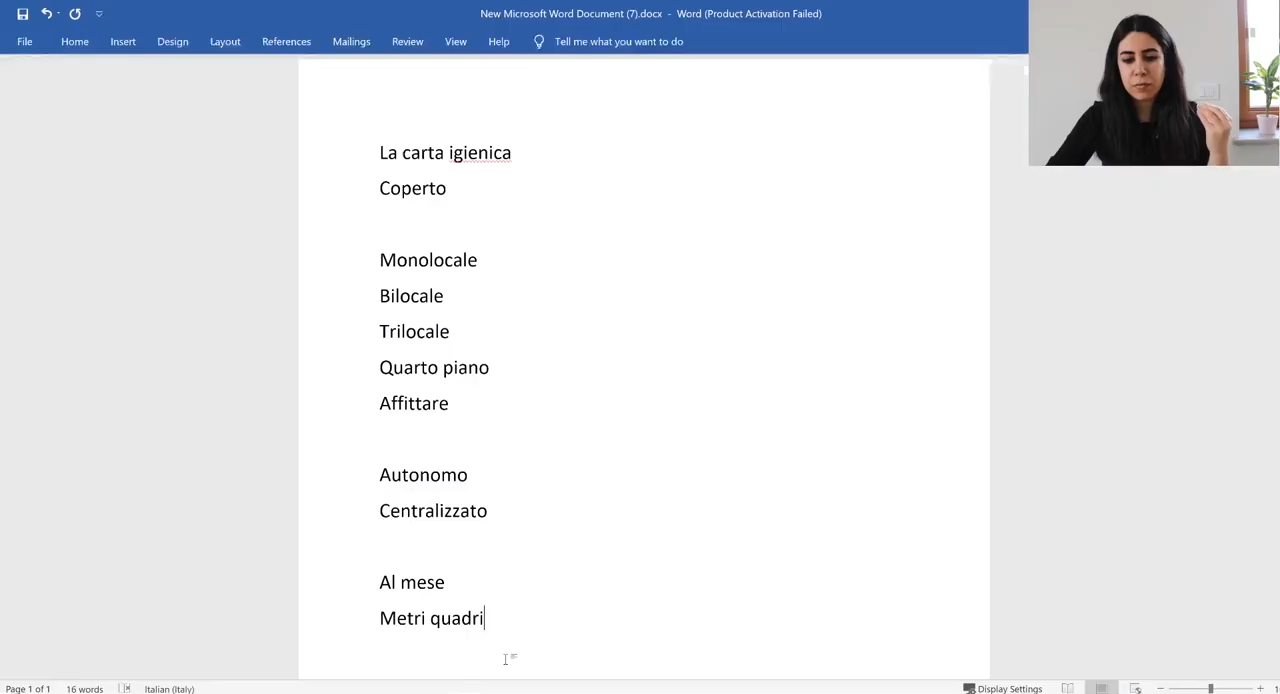 New Microsoft Word Document (7).docx - Word (Product Activation Failed)
File Home Insert Design Layout References Mailings Review View Help Tell me what you want to do
La carta igienica
Coperto
Monolocale
Bilocale
Trilocale
Quarto piano
Affittare
Autonomo
Centralizzato
Al mese
Metri quadri
Page 1 of 1 16 words Italian (Italy) Display Settings